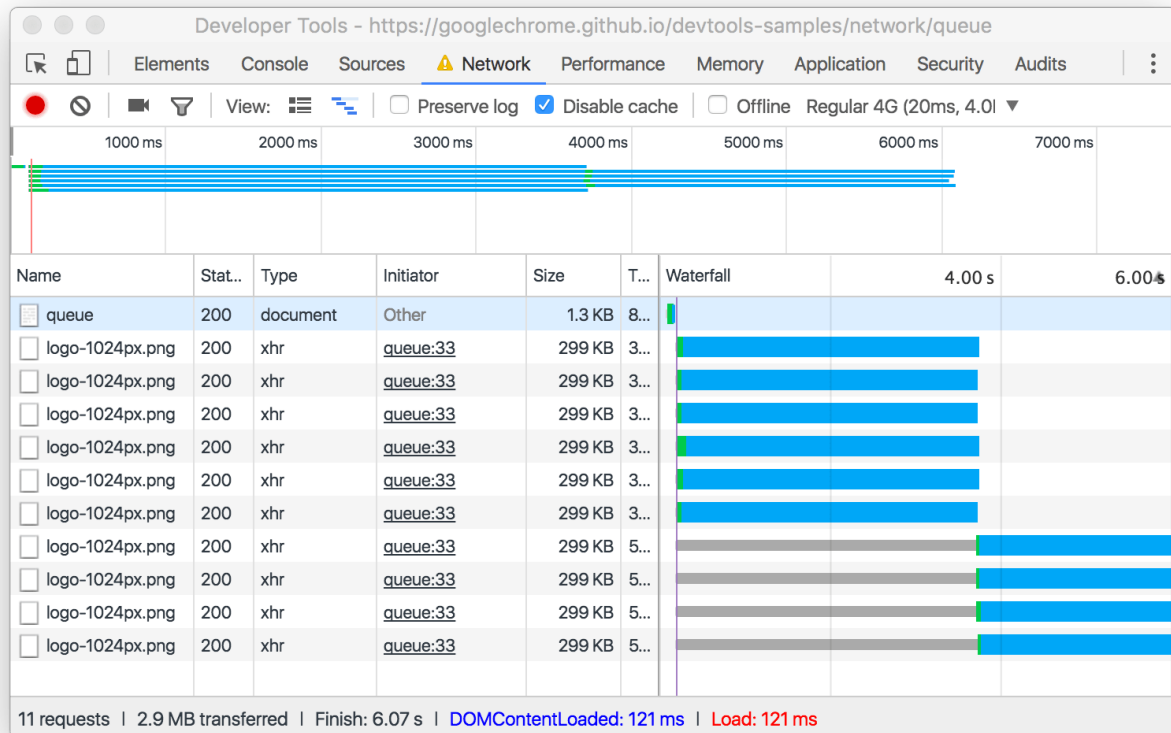 Developer Tools - https://googlechrome.github.io/devtools-samples/network/queue
Elements Console Sources Network Performance Memory Application Security Audits
View: Preserve log Disable cache Offline Regular 4G (20ms, 4.0
1000 ms 2000 ms 3000 ms 4000 ms 5000 ms 6000 ms 7000 ms
Name Stat... Type Initiator Size T... Waterfall 4.00 s 6.00 s
queue 200 document Other 1.3 KB 8...
logo-1024px.png 200 xhr queue:33 299 KB 3...
logo-1024px.png 200 xhr queue:33 299 KB 3...
logo-1024px.png 200 xhr queue:33 299 KB 3...
logo-1024px.png 200 xhr queue:33 299 KB 3...
logo-1024px.png 200 xhr queue:33 299 KB 3...
logo-1024px.png 200 xhr queue:33 299 KB 3...
logo-1024px.png 200 xhr queue:33 299 KB 5...
logo-1024px.png 200 xhr queue:33 299 KB 5...
logo-1024px.png 200 xhr queue:33 299 KB 5...
logo-1024px.png 200 xhr queue:33 299 KB 5...
11 requests | 2.9 MB transferred | Finish: 6.07 s | DOMContentLoaded: 121 ms | Load: 121 ms